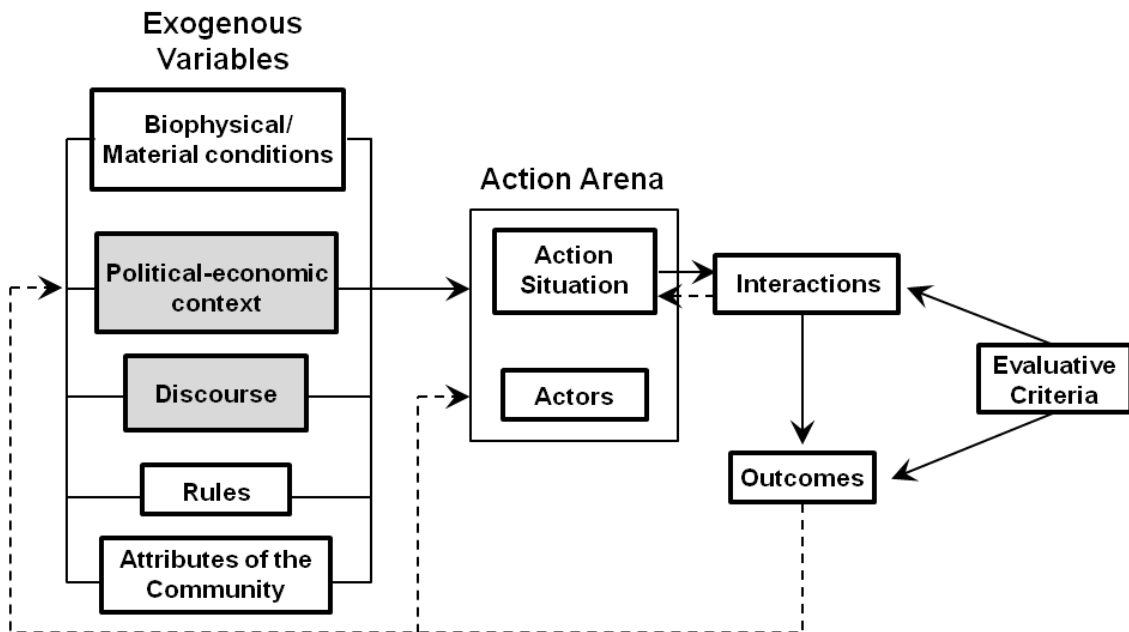 Exogenous
Variables
Biophysical/
Material conditions
Political-economic
context
Discourse
Rules
Attributes of the
Community
Action Arena
Action
Situation
Actors
Interactions
Outcomes
Evaluative
Criteria